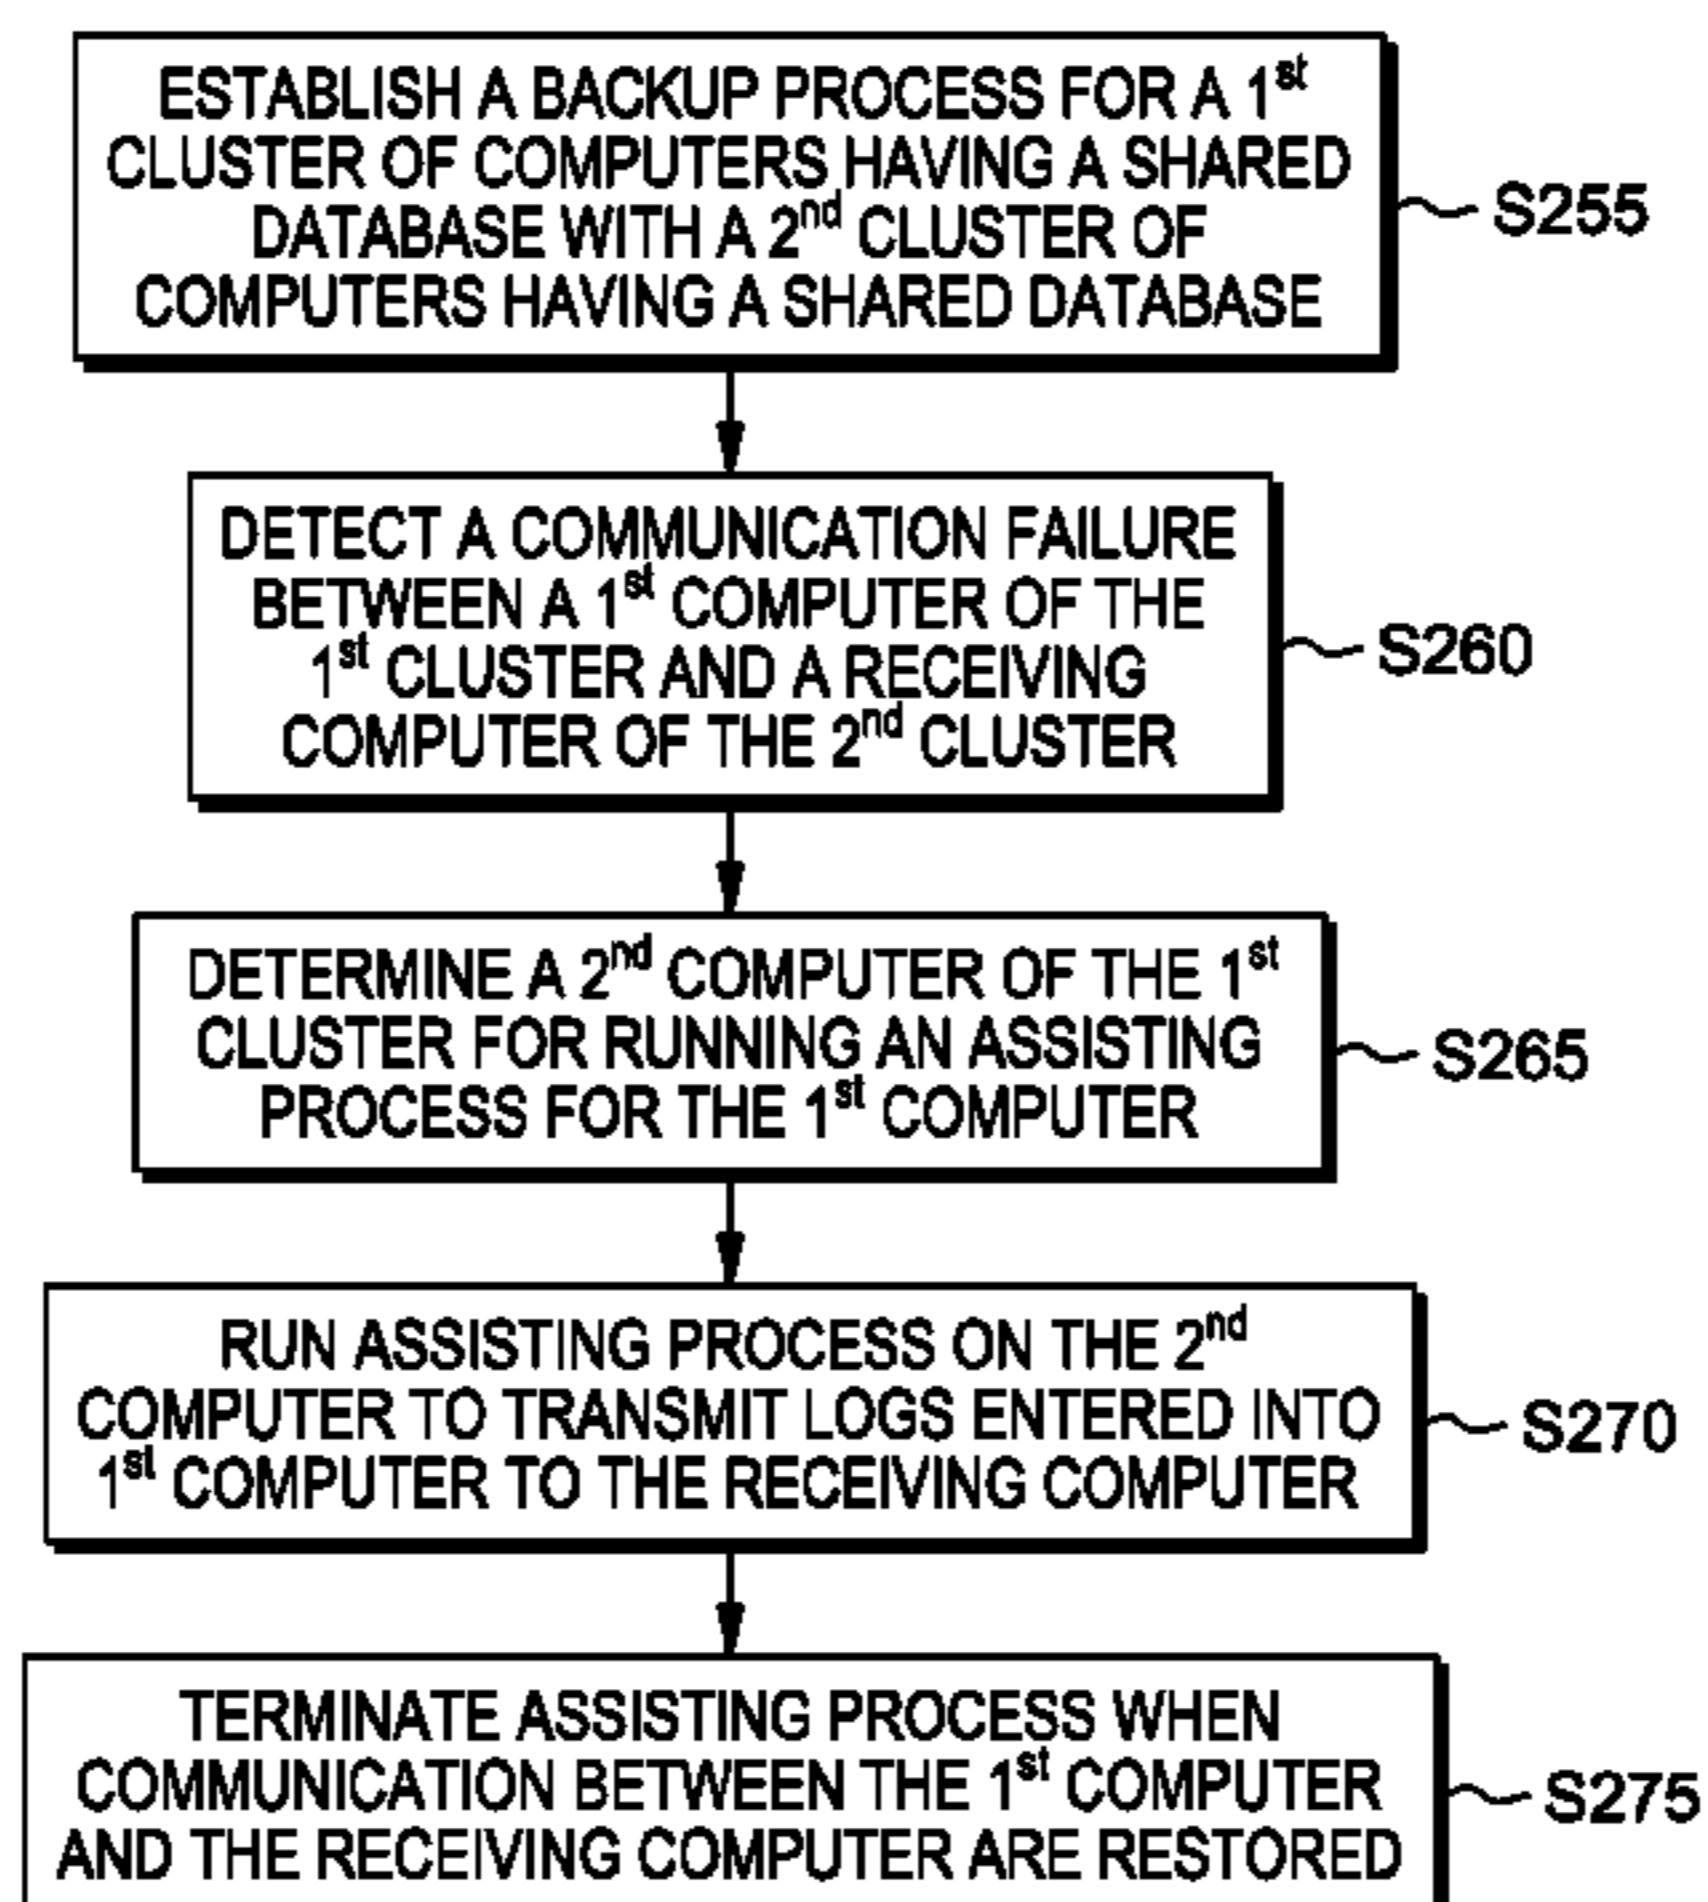 ESTABLISH A BACKUP PROCESS FOR A 1st
CLUSTER OF COMPUTERS HAVING A SHARED
DATABASE WITH A 2nd CLUSTER OF
COMPUTERS HAVING A SHARED DATABASE
S255
DETECT A COMMUNICATION FAILURE
BETWEEN A 1st COMPUTER OF THE
1st CLUSTER AND A RECEIVING
COMPUTER OF THE 2nd CLUSTER
S260
DETERMINE A 2nd COMPUTER OF THE 1st
CLUSTER FOR RUNNING AN ASSISTING
PROCESS FOR THE 1st COMPUTER
S265
RUN ASSISTING PROCESS ON THE 2nd
COMPUTER TO TRANSMIT LOGS ENTERED INTO
1st COMPUTER TO THE RECEIVING COMPUTER
S270
TERMINATE ASSISTING PROCESS WHEN
COMMUNICATION BETWEEN THE 1st COMPUTER
AND THE RECEIVING COMPUTER ARE RESTORED
S275